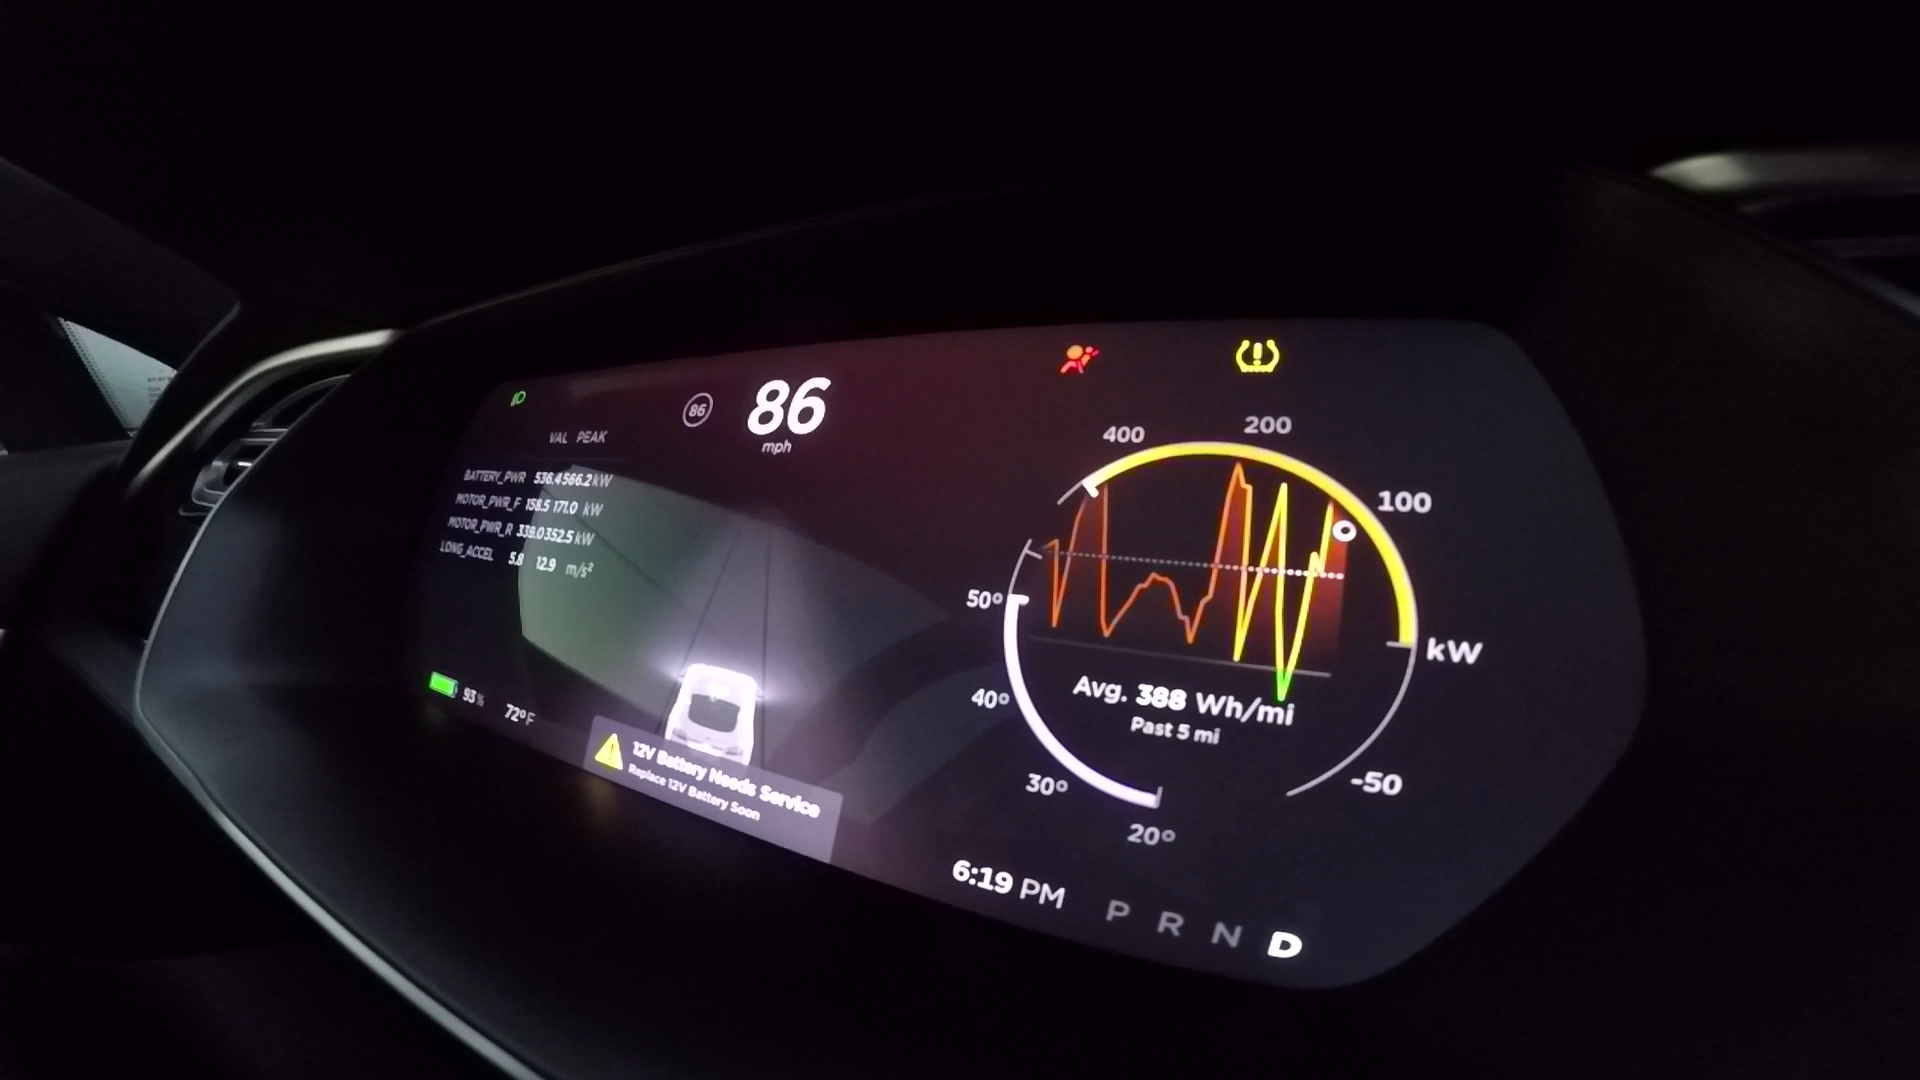 86
86
mph
VAL PEAK
BATTERY_PWR 536.4 566.2 kW
MOTOR_PWR_F 158.5 171.0 kW
MOTOR_PWR_R 339.0 352.5 kW
LONG_ACCEL 5.8 12.9 m/s²
93 %
72°F
12V Battery Needs Service
Replace 12V Battery Soon
400
200
100
kW
-50
50°
40°
30°
20°
Avg. 388 Wh/mi
Past 5 mi
6:19 PM
P R N D